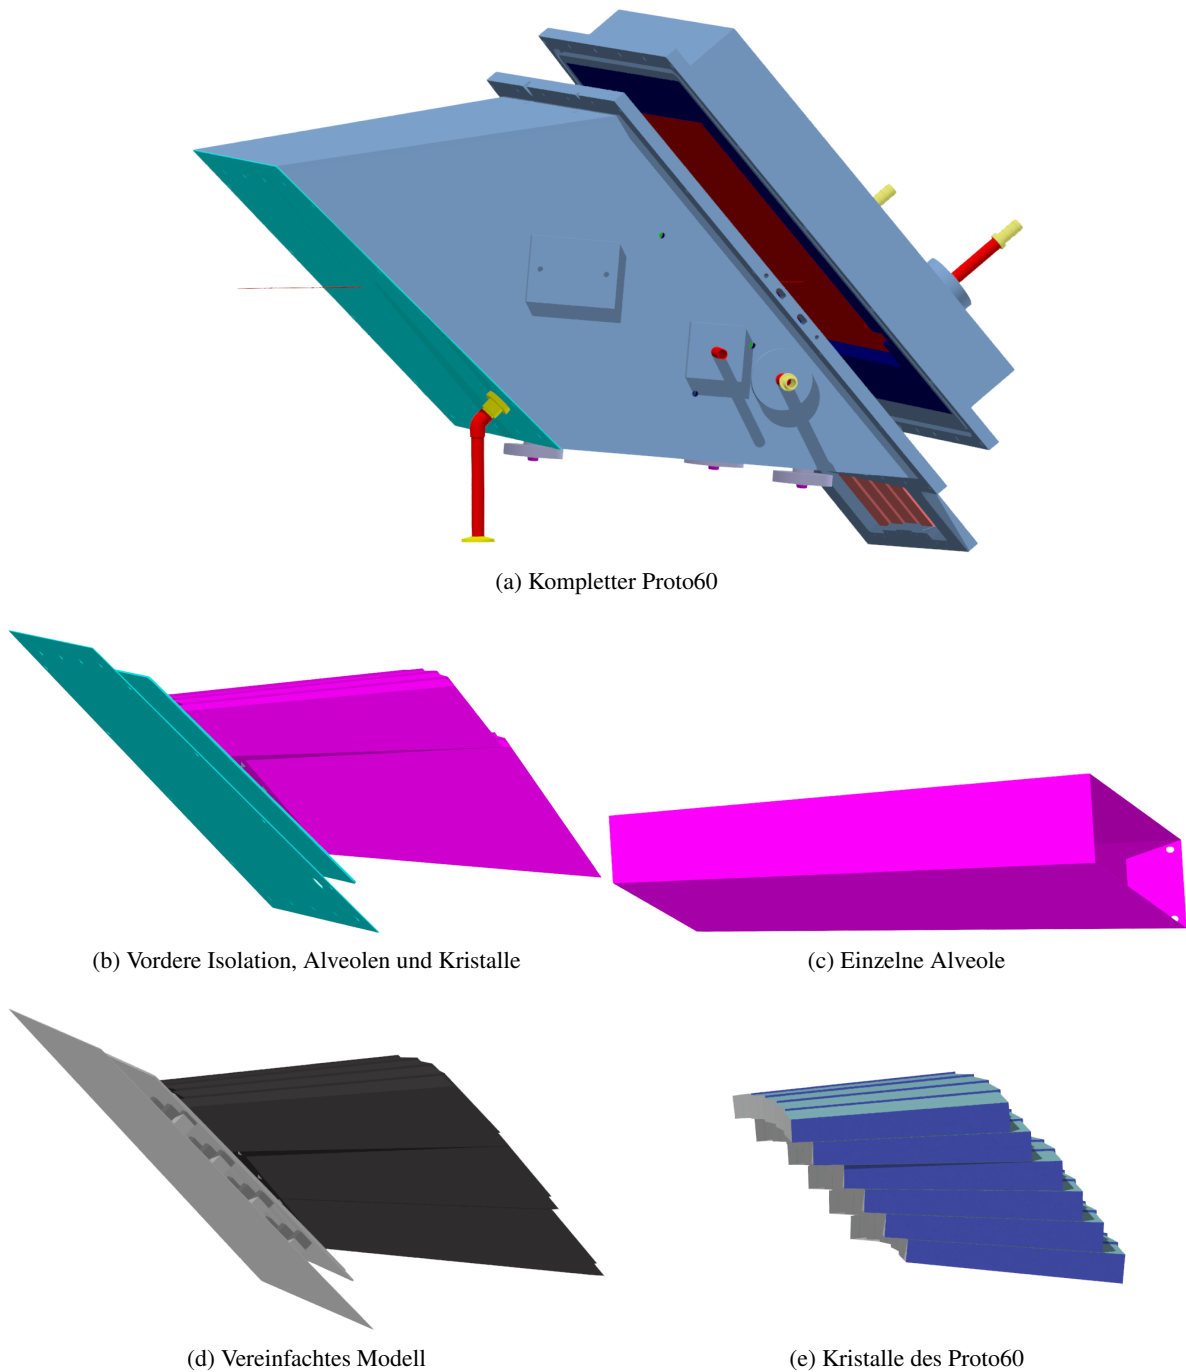 (a) Kompletter Proto60
(b) Vordere Isolation, Alveolen und Kristalle
(c) Einzelne Alveole
(d) Vereinfachtes Modell
(e) Kristalle des Proto60